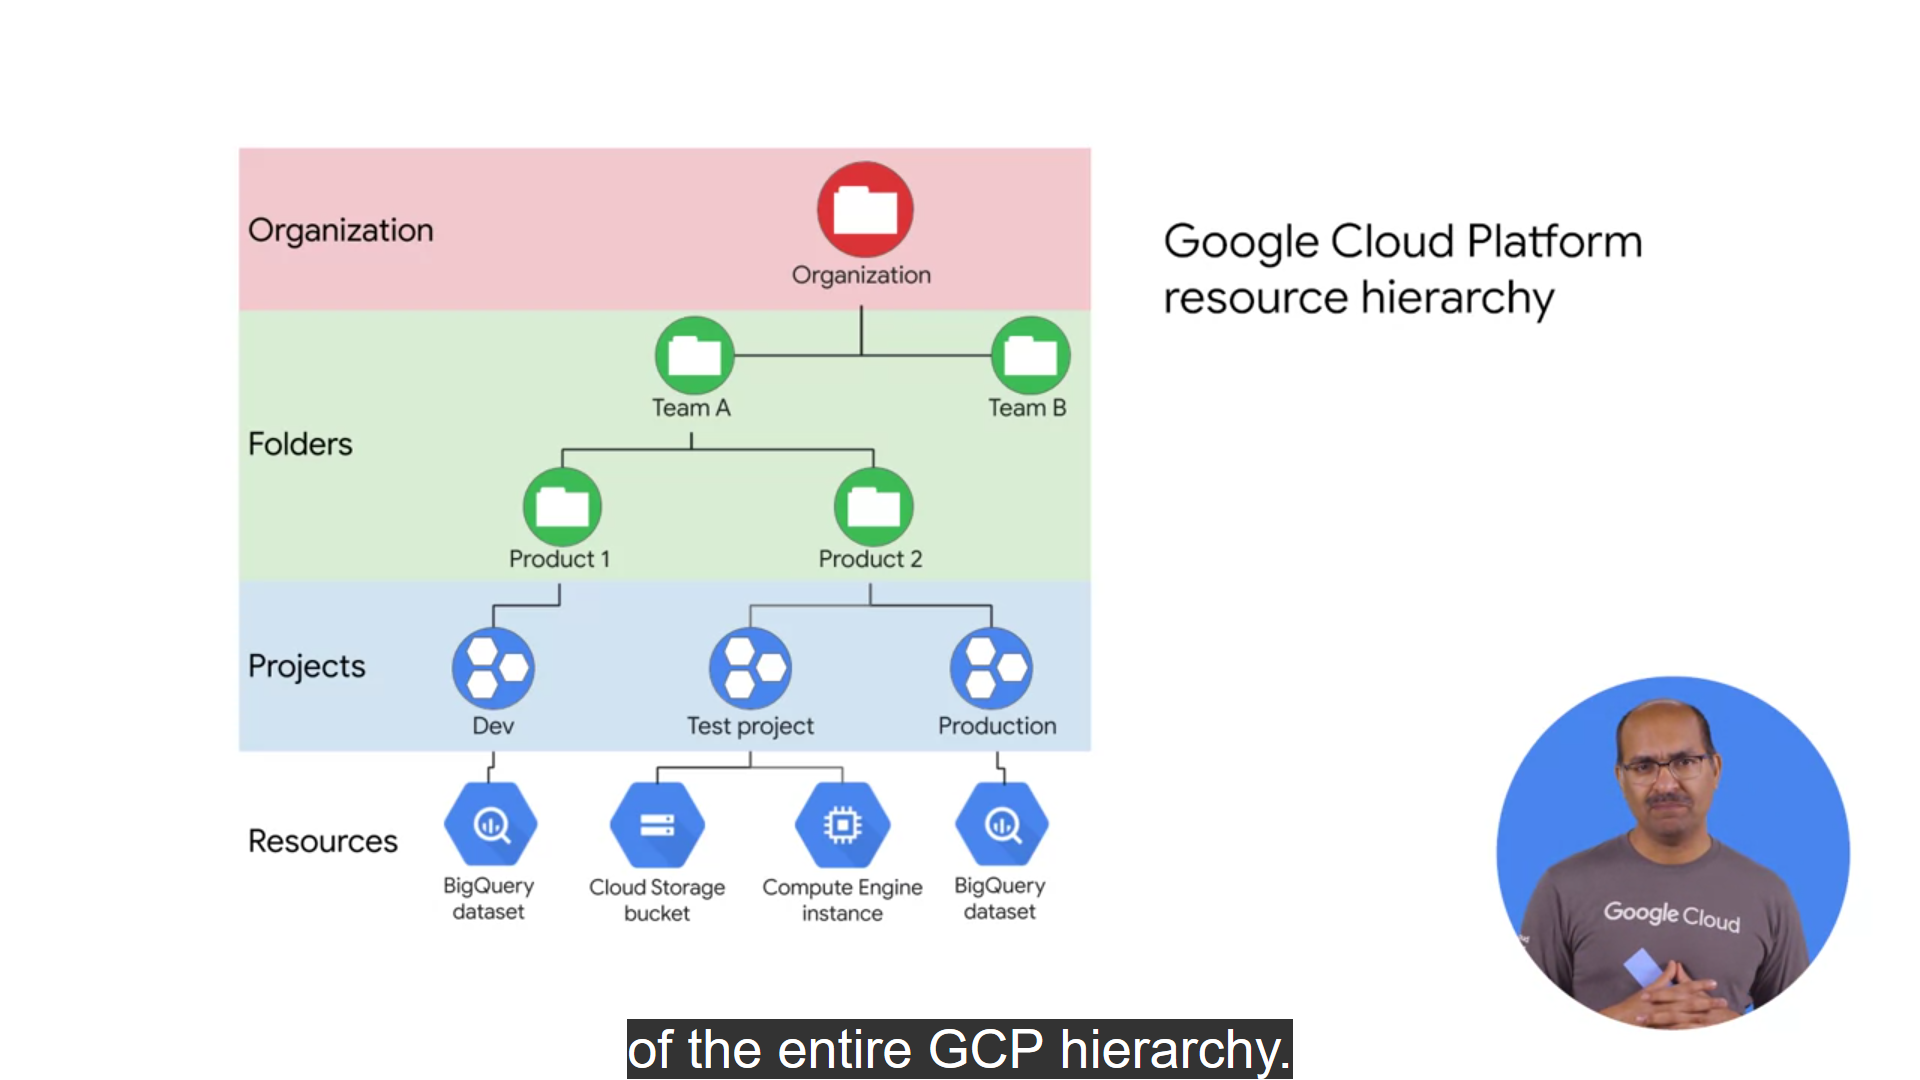 Organization
Organization
Google Cloud Platform
resource hierarchy
Team A
Team B
Folders
Product 1
Product 2
Projects
Dev
Test project
Production
Resources
BigQuery
dataset
Cloud Storage
bucket
Compute Engine
instance
BigQuery
dataset
Google Cloud
of the entire GCP hierarchy.